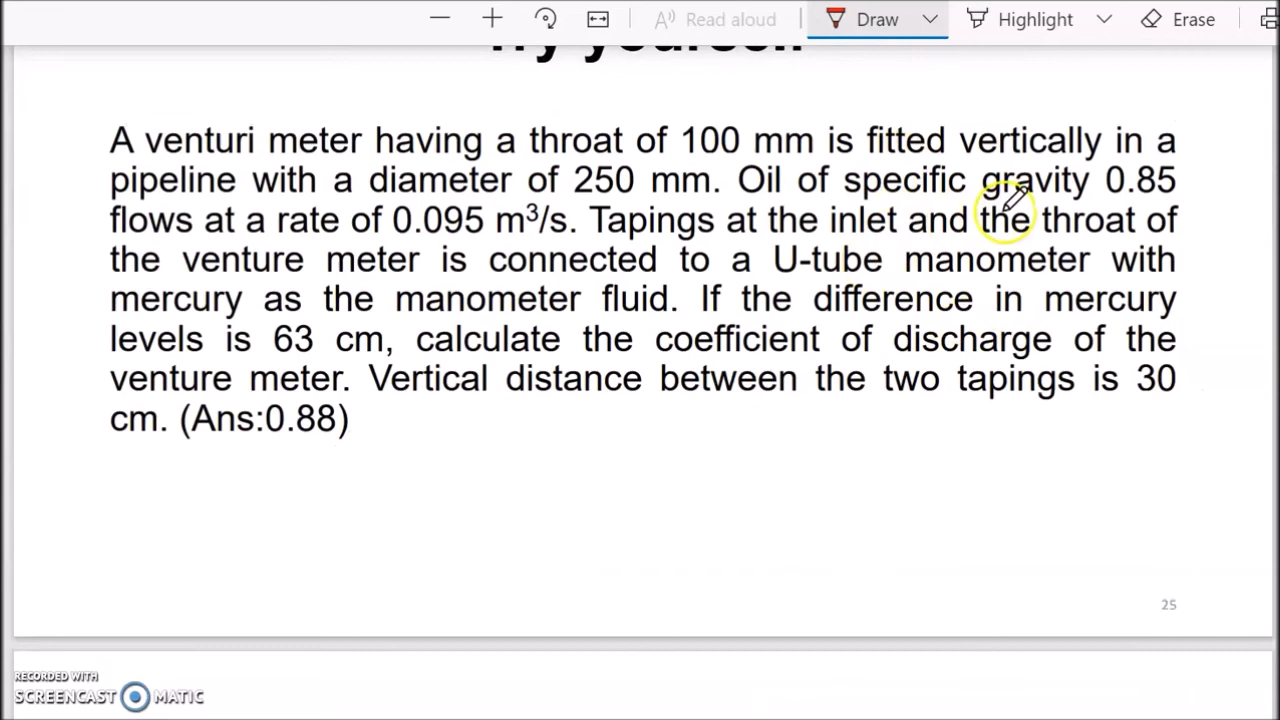 Read aloud
Draw
Highlight
Erase
Try yourself
A venturi meter having a throat of 100 mm is fitted vertically in a
pipeline with a diameter of 250 mm. Oil of specific gravity 0.85
flows at a rate of 0.095 m³/s. Tapings at the inlet and the throat of
the venture meter is connected to a U-tube manometer with
mercury as the manometer fluid. If the difference in mercury
levels is 63 cm, calculate the coefficient of discharge of the
venture meter. Vertical distance between the two tapings is 30
cm. (Ans:0.88)
25
RECORDED WITH
SCREENCAST MATIC